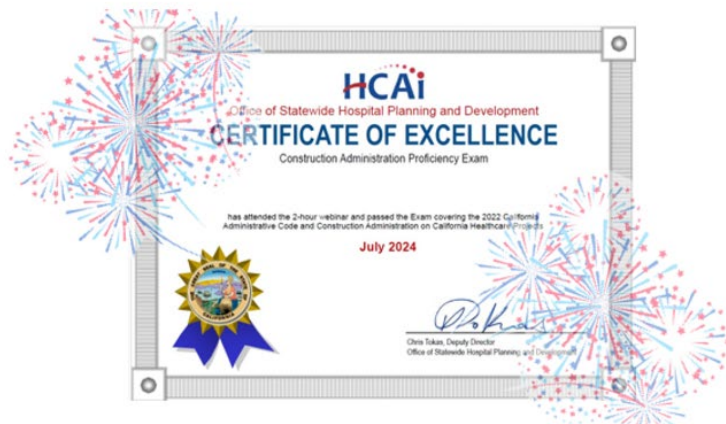 HCAi
Office of Statewide Hospital Planning and Development
CERTIFICATE OF EXCELLENCE
Construction Administration Proficiency Exam
has attended the 2-hour webinar and passed the Exam covering the 2022 California
Administrative Code and Construction Administration on California Healthcare Projects
July 2024
Chris Tokas, Deputy Director
Office of Statewide Hospital Planning and Development